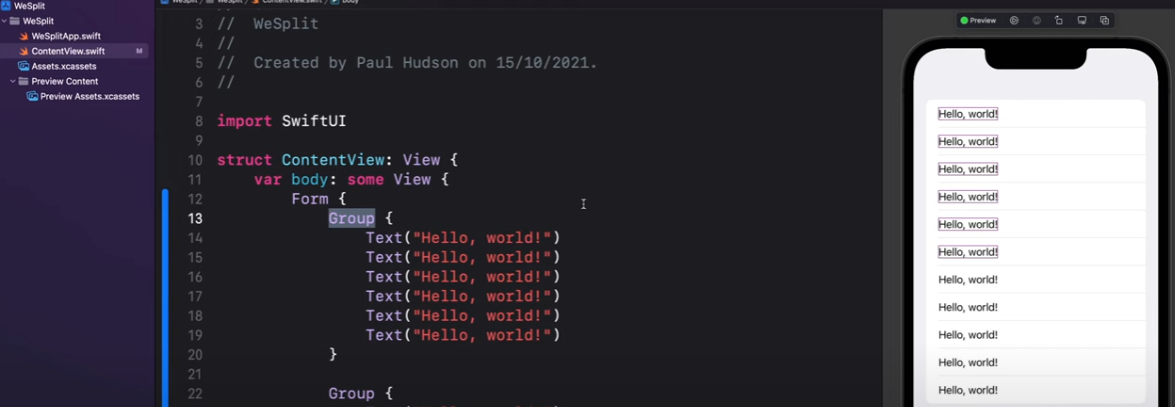 WeSplit
WeSplit
WeSplitApp.swift
ContentView.swift M
Assets.xcassets
Preview Content
Preview Assets.xcassets
WeSplit WeSplit ContentView.swift body
3 // WeSplit
4 //
5 // Created by Paul Hudson on 15/10/2021.
6 //
7
8 import SwiftUI
9
10 struct ContentView: View {
11 var body: some View {
12 Form {
13 Group {
14 Text("Hello, world!")
15 Text("Hello, world!")
16 Text("Hello, world!")
17 Text("Hello, world!")
18 Text("Hello, world!")
19 Text("Hello, world!")
20 }
21
22 Group {
Preview
Hello, world!
Hello, world!
Hello, world!
Hello, world!
Hello, world!
Hello, world!
Hello, world!
Hello, world!
Hello, world!
Hello, world!
Hello, world!